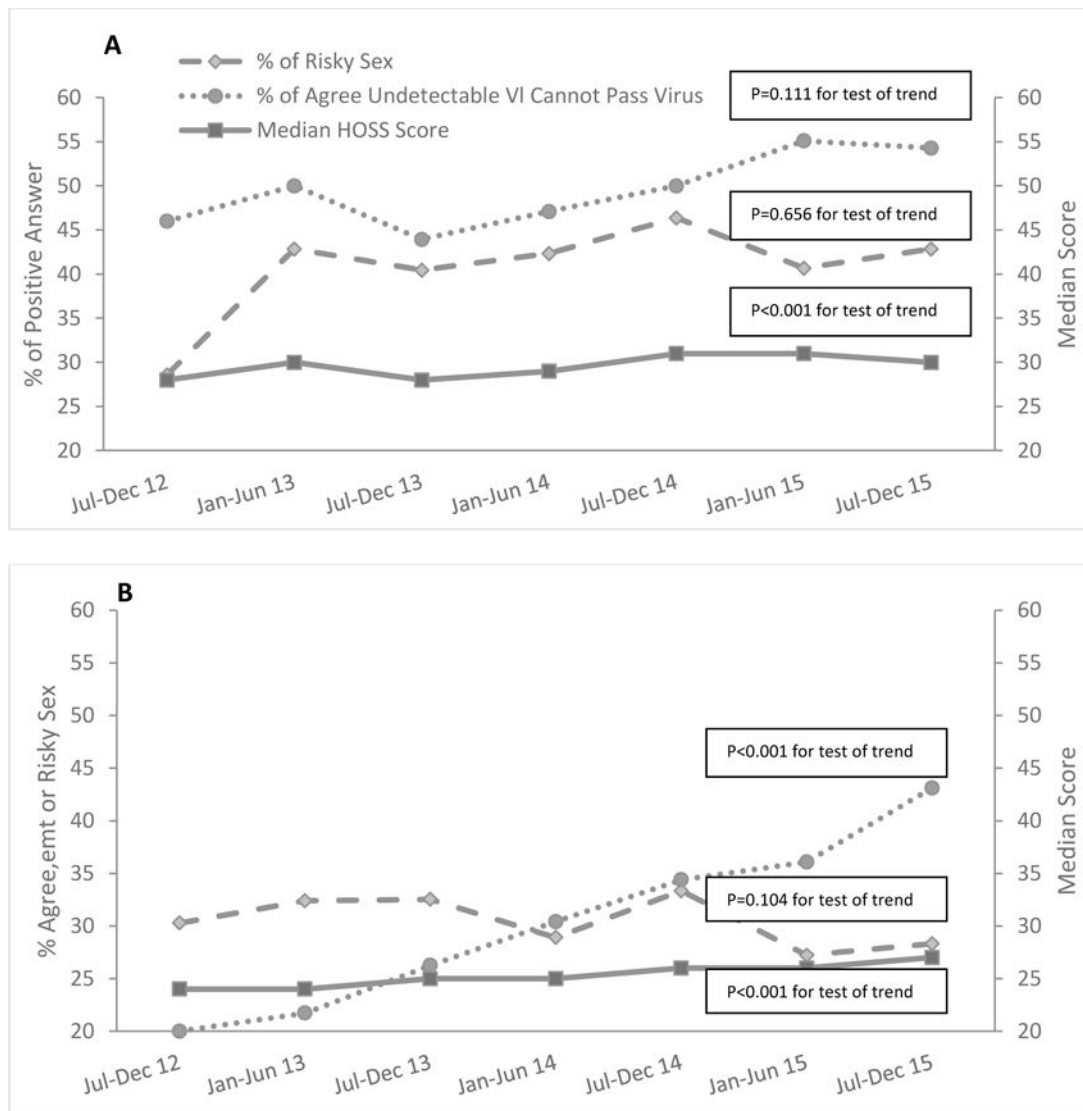 A
% of Risky Sex
% of Agree Undetectable Vl Cannot Pass Virus
Median HOSS Score
% of Positive Answer
60
55
50
45
40
35
30
25
20
P=0.111 for test of trend
P=0.656 for test of trend
P<0.001 for test of trend
60
55
50
45
40
35
30
25
20
Median Score
Jul-Dec 12
Jan-Jun 13
Jul-Dec 13
Jan-Jun 14
Jul-Dec 14
Jan-Jun 15
Jul-Dec 15
B
% Agree,emt or Risky Sex
60
55
50
45
40
35
30
25
20
P<0.001 for test of trend
P=0.104 for test of trend
P<0.001 for test of trend
60
55
50
45
40
35
30
25
20
Median Score
Jul-Dec 12
Jan-Jun 13
Jul-Dec 13
Jan-Jun 14
Jul-Dec 14
Jan-Jun 15
Jul-Dec 15